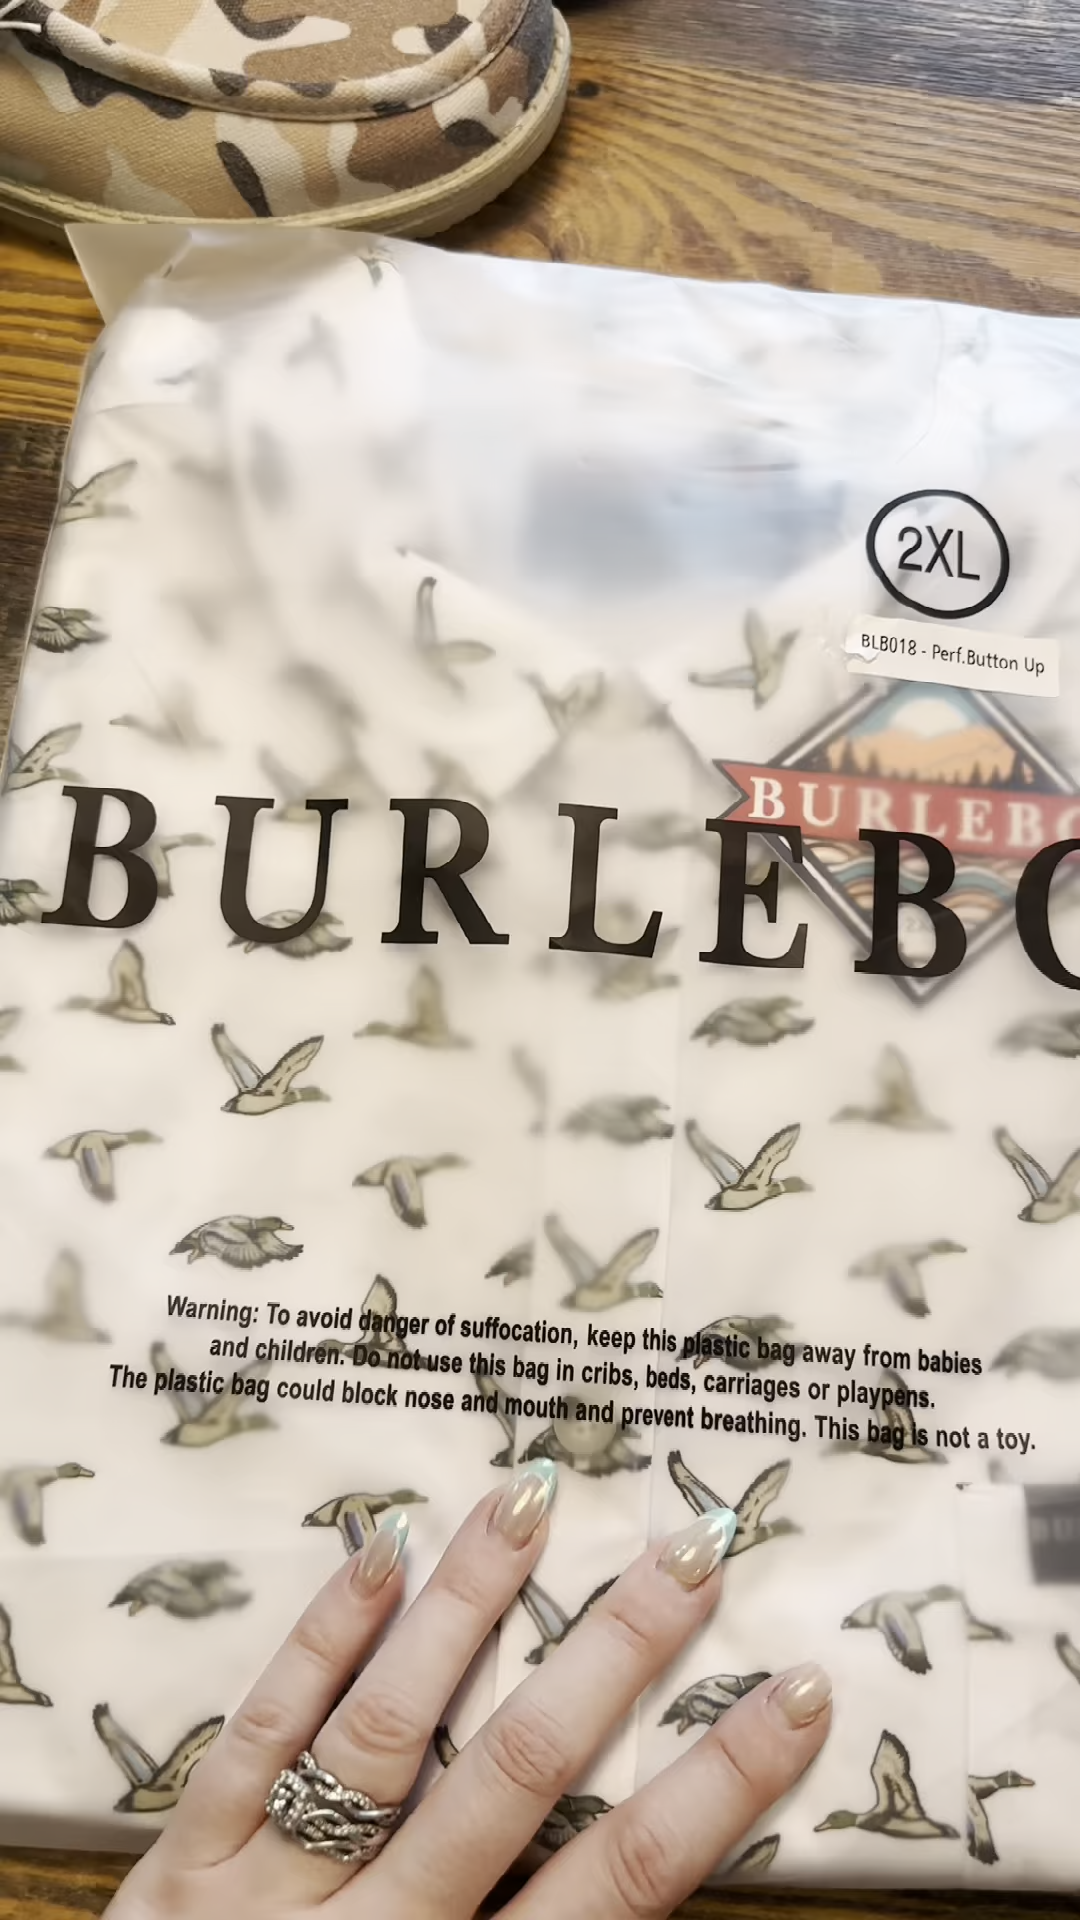 2XL
BLB018 - Perf.Button Up
BURLEBO
BURLEBO
Warning: To avoid danger of suffocation, keep this plastic bag away from babies
and children. Do not use this bag in cribs, beds, carriages or playpens.
The plastic bag could block nose and mouth and prevent breathing. This bag is not a toy.